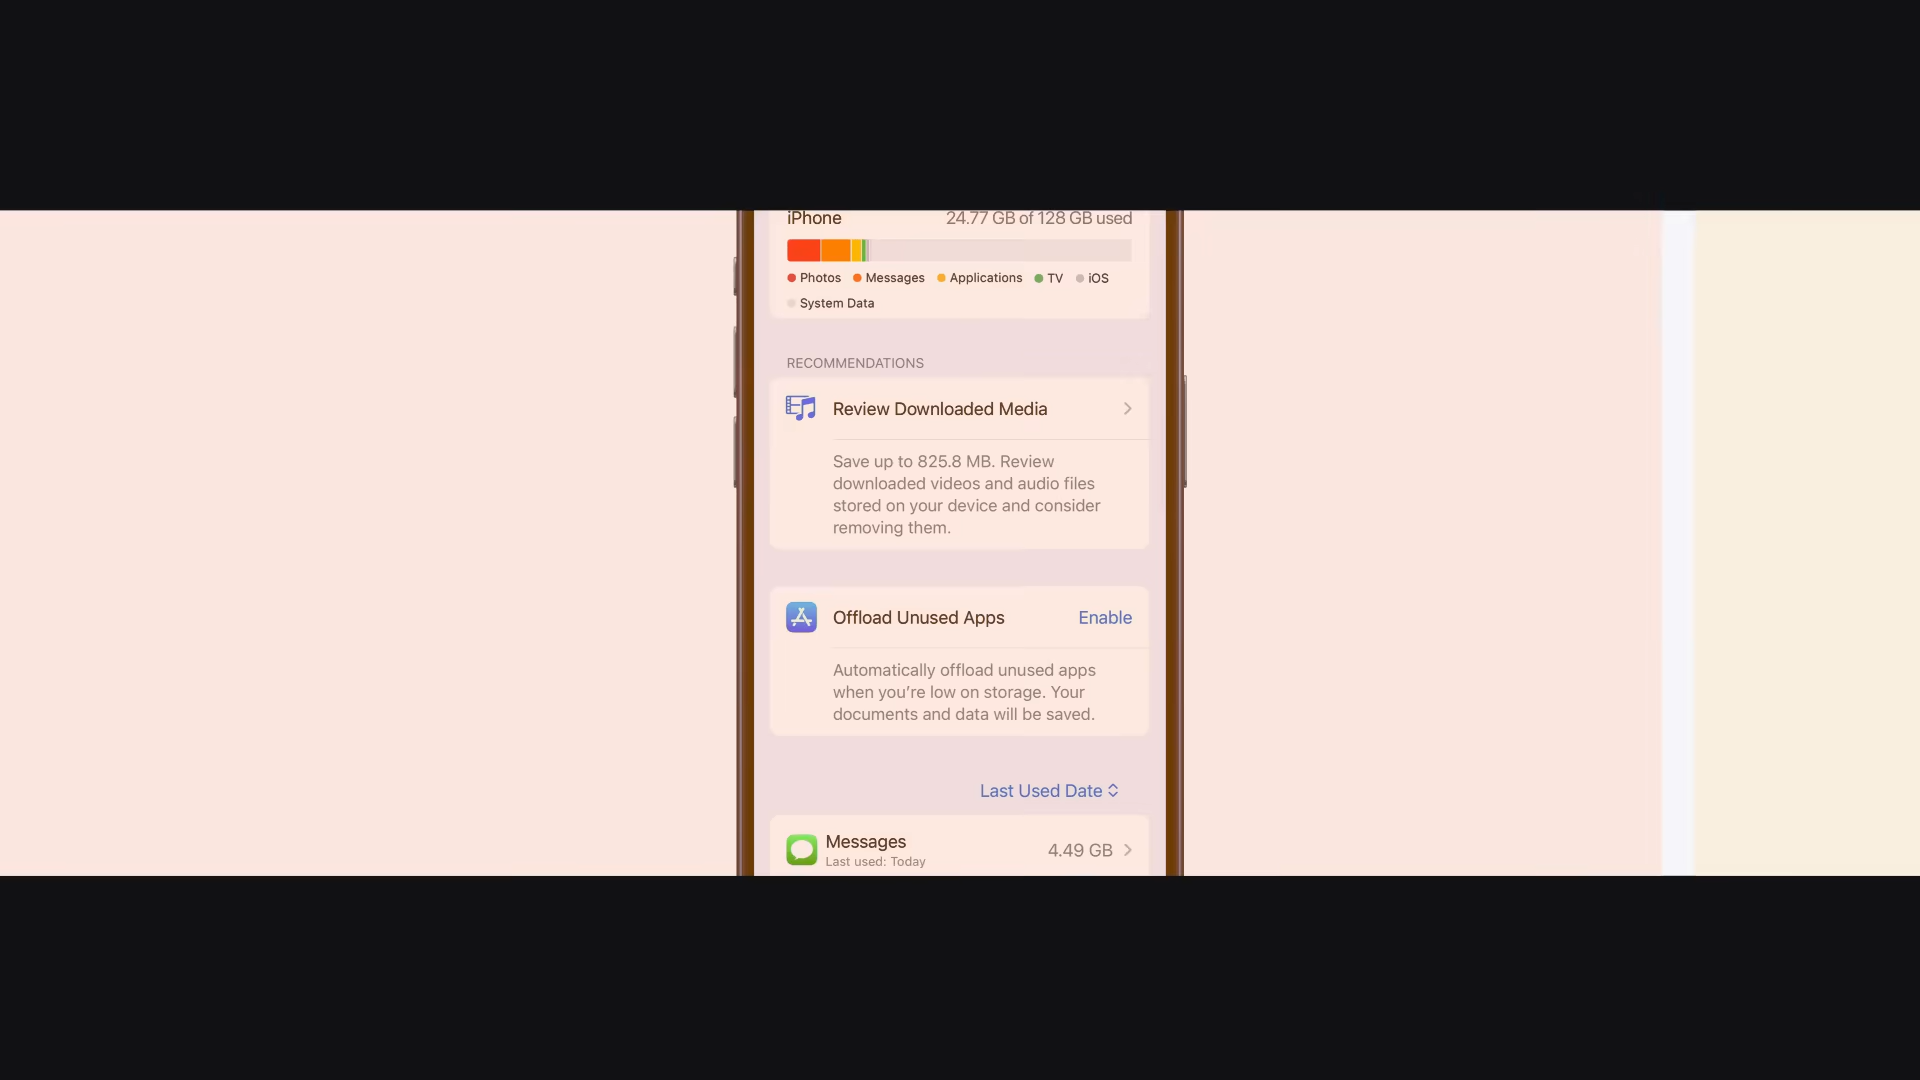 iPhone 24.77 GB of 128 GB used
Photos Messages Applications TV iOS
System Data
RECOMMENDATIONS
Review Downloaded Media
Save up to 825.8 MB. Review
downloaded videos and audio files
stored on your device and consider
removing them.
Offload Unused Apps Enable
Automatically offload unused apps
when you’re low on storage. Your
documents and data will be saved.
Last Used Date
Messages 4.49 GB
Last used: Today